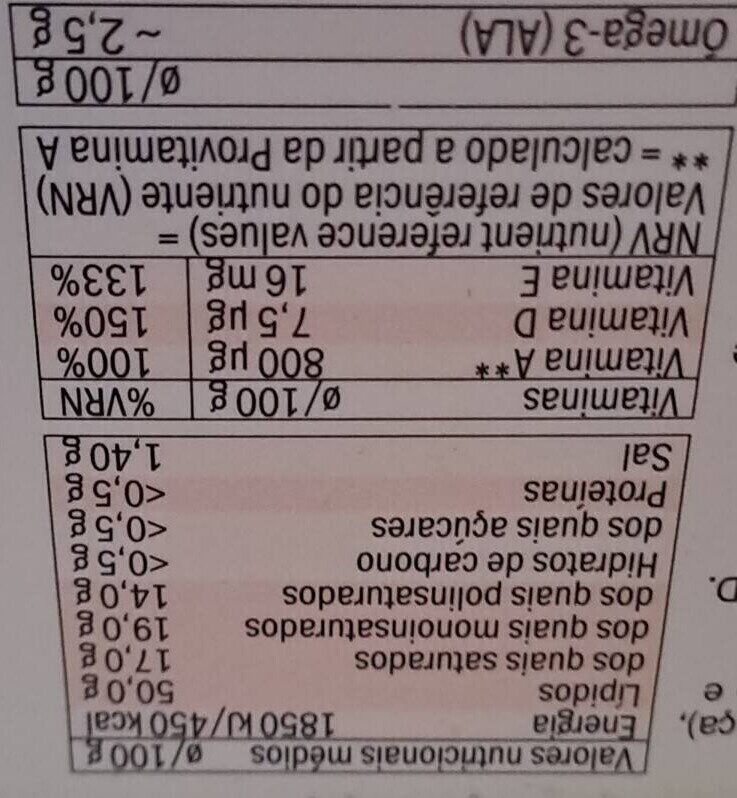 Valores nutricionais médios ø/100 g
Energia 1850 kJ/450 kcal
Lípidos 50,0 g
dos quais saturados 17,0 g
dos quais monoinsaturados 19,0 g
dos quais polinsaturados 14,0 g
Hidratos de carbono <0,5 g
dos quais açúcares <0,5 g
Proteínas <0,5 g
Sal 1,40 g
Vitaminas ø/100 g %VRN
Vitamina A** 800 µg 100%
Vitamina D 7,5 µg 150%
Vitamina E 16 mg 133%
NRV (nutrient reference values) =
Valores de referência do nutriente (VRN)
** = calculado a partir da Provitamina A
ø/100 g
Ómega-3 (ALA) ~ 2,5 g
ça),
e
D.